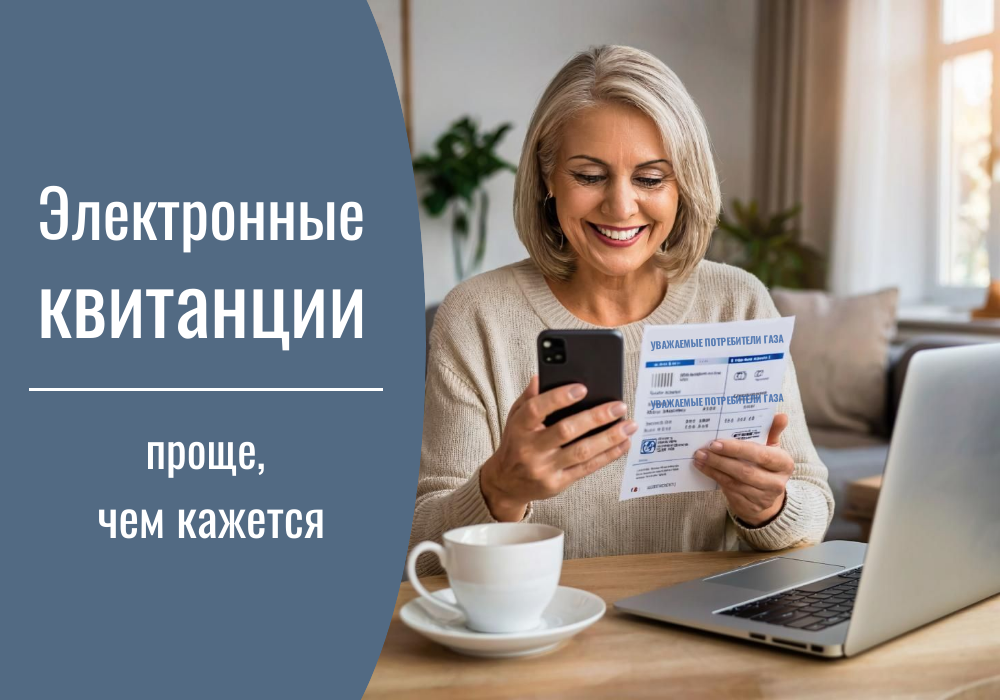 Электронные
квитанции
проще,
чем кажется
УВАЖАЕМЫЕ ПОТРЕБИТЕЛИ ГАЗА
УВАЖАЕМЫЕ ПОТРЕБИТЕЛИ ГАЗА